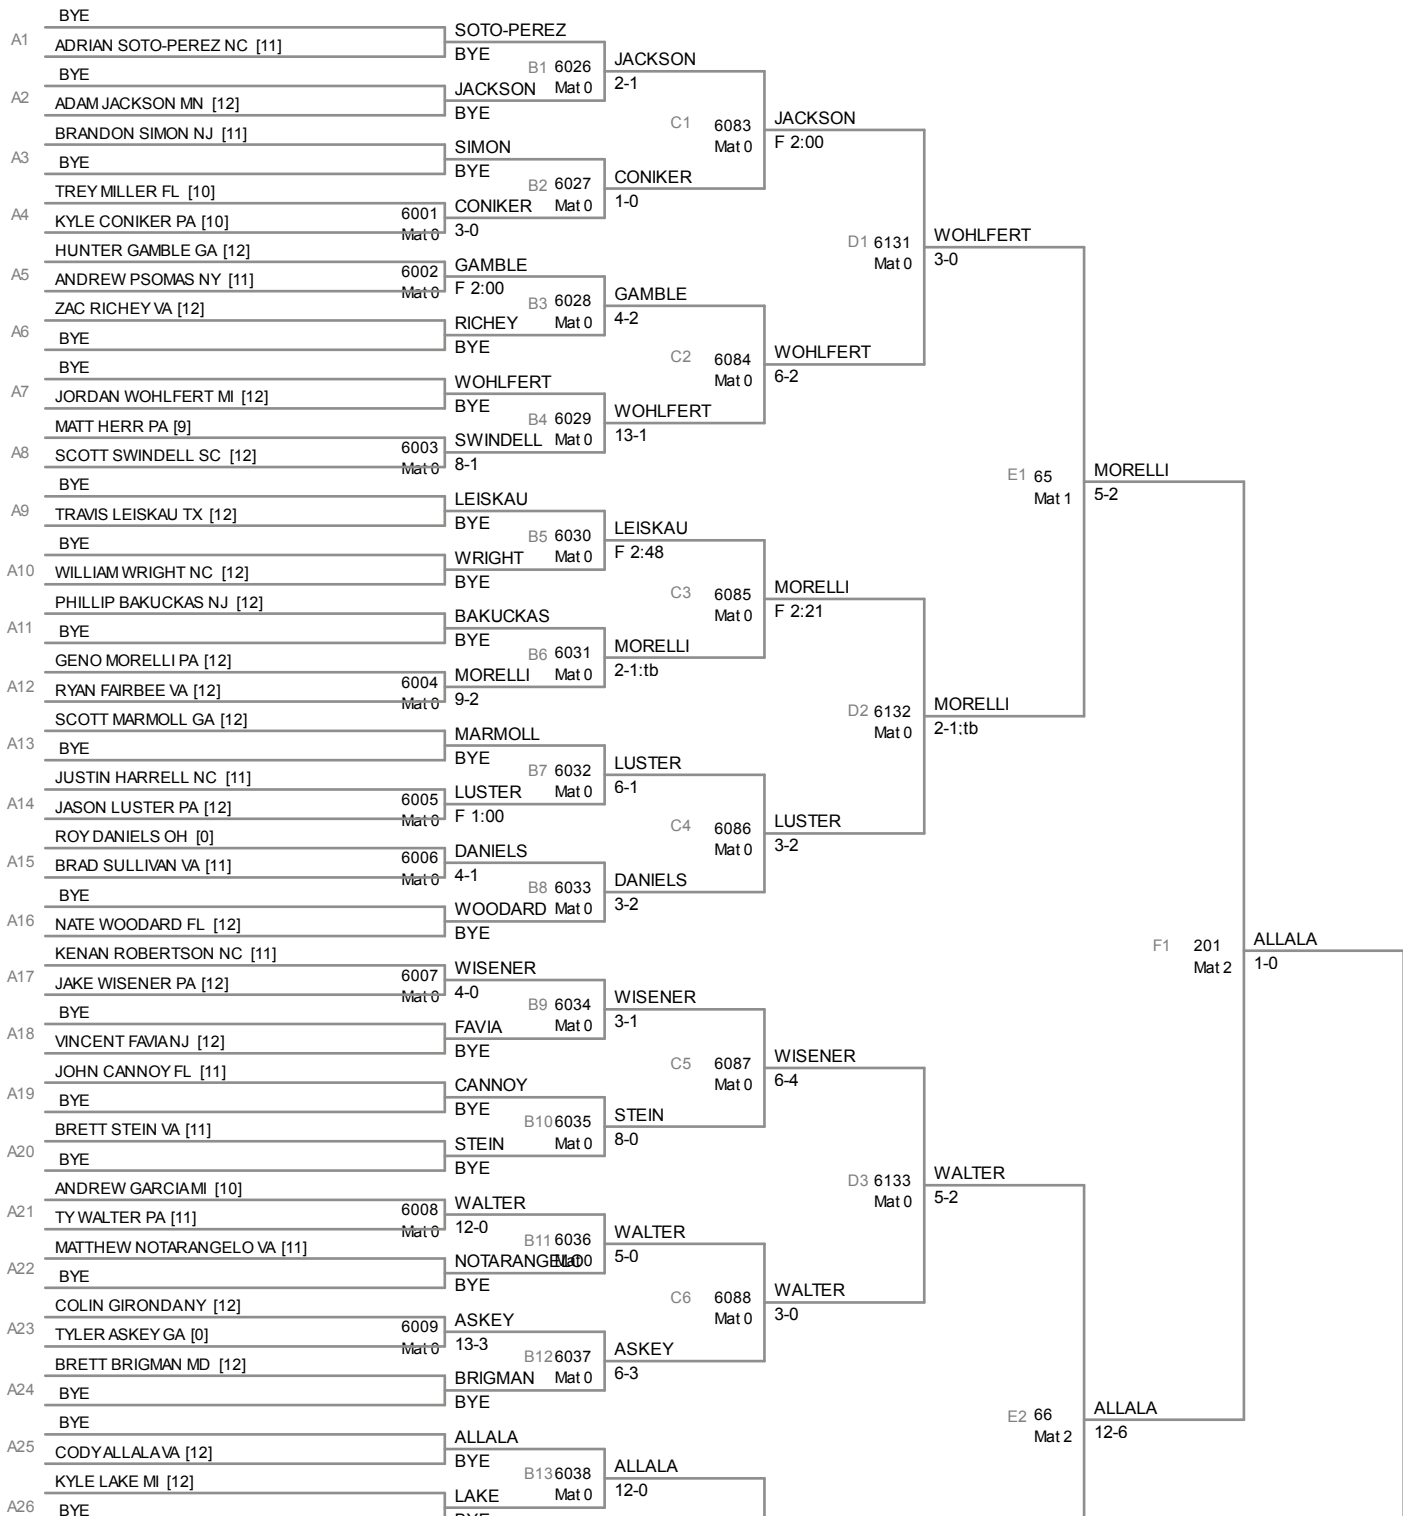 BYE
A1
ADRIAN SOTO-PEREZ NC [11]
SOTO-PEREZ
BYE
B1 6026
Mat 0
JACKSON
2-1
BYE
A2
ADAM JACKSON MN [12]
JACKSON
BYE
C1 6083
Mat 0
JACKSON
F 2:00
BRANDON SIMON NJ [11]
A3
BYE
SIMON
BYE
B2 6027
Mat 0
CONIKER
1-0
TREY MILLER FL [10]
A4
KYLE CONIKER PA [10]
6001
Mat 0
CONIKER
3-0
D1 6131
Mat 0
WOHLFERT
3-0
HUNTER GAMBLE GA [12]
A5
ANDREW PSOMAS NY [11]
6002
Mat 0
GAMBLE
F 2:00
B3 6028
Mat 0
GAMBLE
4-2
ZAC RICHEY VA [12]
A6
BYE
RICHEY
BYE
C2 6084
Mat 0
WOHLFERT
6-2
BYE
A7
JORDAN WOHLFERT MI [12]
WOHLFERT
BYE
B4 6029
Mat 0
WOHLFERT
13-1
MATT HERR PA [9]
A8
SCOTT SWINDELL SC [12]
6003
Mat 0
SWINDELL
8-1
E1 65
Mat 1
MORELLI
5-2
BYE
A9
TRAVIS LEISKAU TX [12]
LEISKAU
BYE
B5 6030
Mat 0
LEISKAU
F 2:48
BYE
A10
WILLIAM WRIGHT NC [12]
WRIGHT
BYE
C3 6085
Mat 0
MORELLI
F 2:21
PHILLIP BAKUCKAS NJ [12]
A11
BYE
BAKUCKAS
BYE
B6 6031
Mat 0
MORELLI
2-1:tb
GENO MORELLI PA [12]
A12
RYAN FAIRBEE VA [12]
6004
Mat 0
MORELLI
9-2
D2 6132
Mat 0
MORELLI
2-1:tb
SCOTT MARMOLL GA [12]
A13
BYE
MARMOLL
BYE
B7 6032
Mat 0
LUSTER
6-1
JUSTIN HARRELL NC [11]
A14
JASON LUSTER PA [12]
6005
Mat 0
LUSTER
F 1:00
C4 6086
Mat 0
LUSTER
3-2
ROY DANIELS OH [0]
A15
BRAD SULLIVAN VA [11]
6006
Mat 0
DANIELS
4-1
B8 6033
Mat 0
DANIELS
3-2
BYE
A16
NATE WOODARD FL [12]
WOODARD
BYE
F1 201
Mat 2
ALLALA
1-0
KENAN ROBERTSON NC [11]
A17
JAKE WISENER PA [12]
6007
Mat 0
WISENER
4-0
B9 6034
Mat 0
WISENER
3-1
BYE
A18
VINCENT FAVIA NJ [12]
FAVIA
BYE
C5 6087
Mat 0
WISENER
6-4
JOHN CANNOY FL [11]
A19
BYE
CANNOY
BYE
B10 6035
Mat 0
STEIN
8-0
BRETT STEIN VA [11]
A20
BYE
STEIN
BYE
D3 6133
Mat 0
WALTER
5-2
ANDREW GARCIA MI [10]
A21
TY WALTER PA [11]
6008
Mat 0
WALTER
12-0
B11 6036
Mat 0
WALTER
5-0
MATTHEW NOTARANGELO VA [11]
A22
BYE
NOTARANGELO
BYE
C6 6088
Mat 0
WALTER
3-0
COLIN GIRONDA NY [12]
A23
TYLER ASKEY GA [0]
6009
Mat 0
ASKEY
13-3
B12 6037
Mat 0
ASKEY
6-3
BRETT BRIGMAN MD [12]
A24
BYE
BRIGMAN
BYE
E2 66
Mat 2
ALLALA
12-6
BYE
A25
CODY ALLALA VA [12]
ALLALA
BYE
B13 6038
Mat 0
ALLALA
12-0
KYLE LAKE MI [12]
A26
BYE
LAKE
BYE